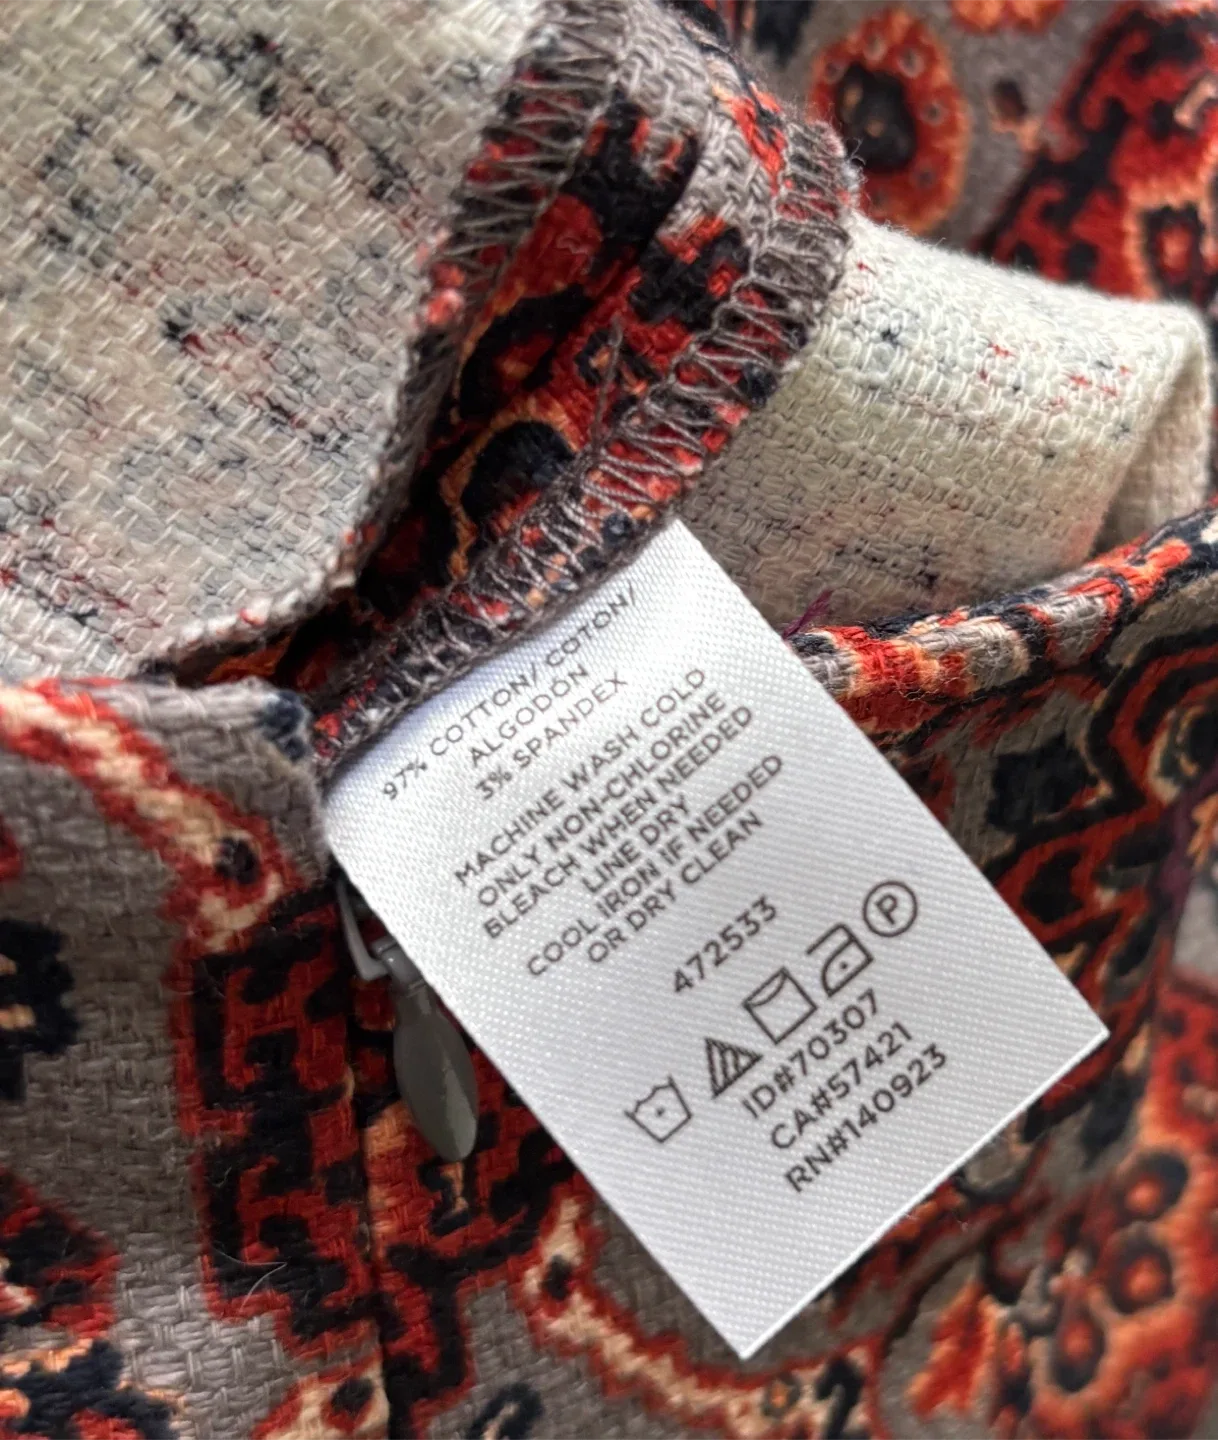 97% COTTON/ COTON/
ALGODÓN
3% SPANDEX
MACHINE WASH COLD
ONLY NON-CHLORINE
BLEACH WHEN NEEDED
LINE DRY
COOL IRON IF NEEDED
OR DRY CLEAN
472533
P
ID#70307
CA#57421
RN#140923